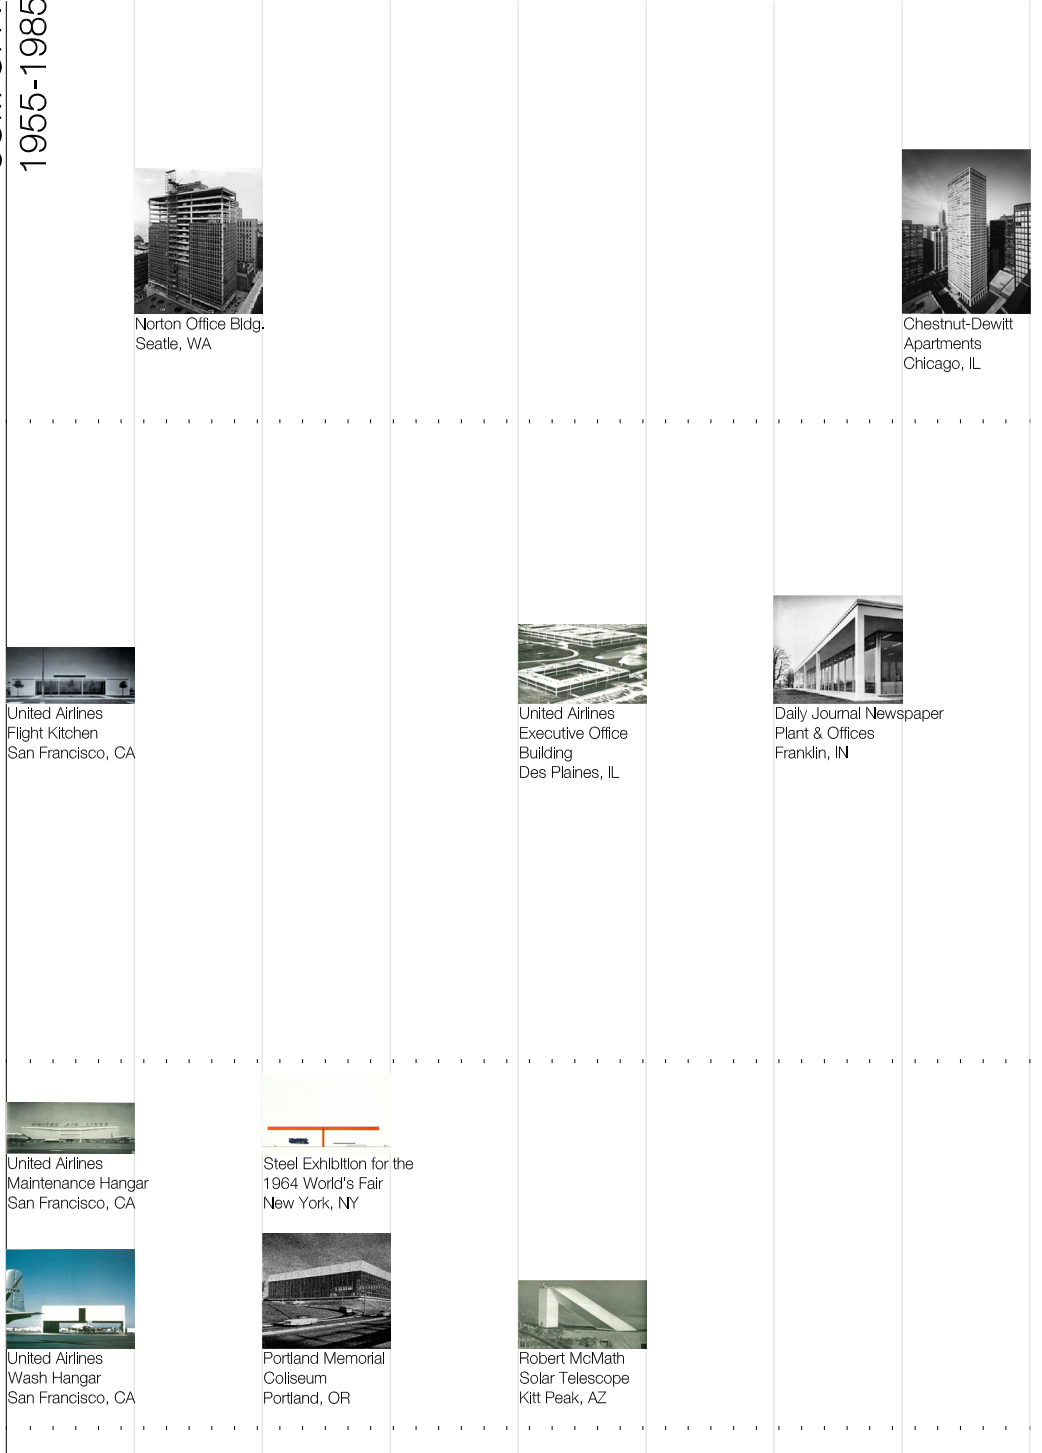 1955-1985
Norton Office Bldg.
Seatle, WA
Chestnut-Dewitt
Apartments
Chicago, IL
United Airlines
Flight Kitchen
San Francisco, CA
United Airlines
Executive Office
Building
Des Plaines, IL
Daily Journal Newspaper
Plant & Offices
Franklin, IN
UNITED AIR LINES
United Airlines
Maintenance Hangar
San Francisco, CA
Steel Exhibition for the
1964 World's Fair
New York, NY
United Airlines
Wash Hangar
San Francisco, CA
Portland Memorial
Coliseum
Portland, OR
Robert McMath
Solar Telescope
Kitt Peak, AZ